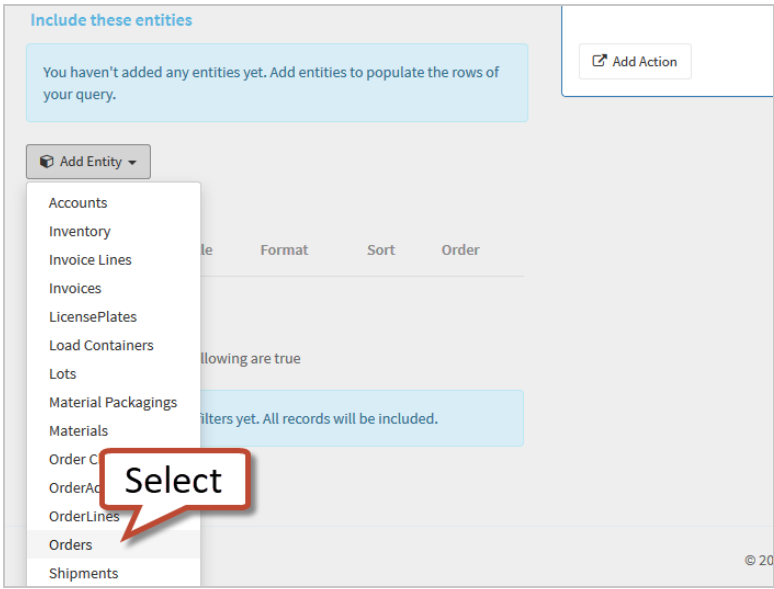 Include these entities
You haven't added any entities yet. Add entities to populate the rows of
your query.
Add Action
Add Entity
Accounts
Inventory
Invoice Lines
Invoices
LicensePlates
Load Containers
Lots
Material Packagings
Materials
Order C
OrderAc
OrderLines
Orders
Shipments
le Format Sort Order
llowing are true
filters yet. All records will be included.
Select
© 20